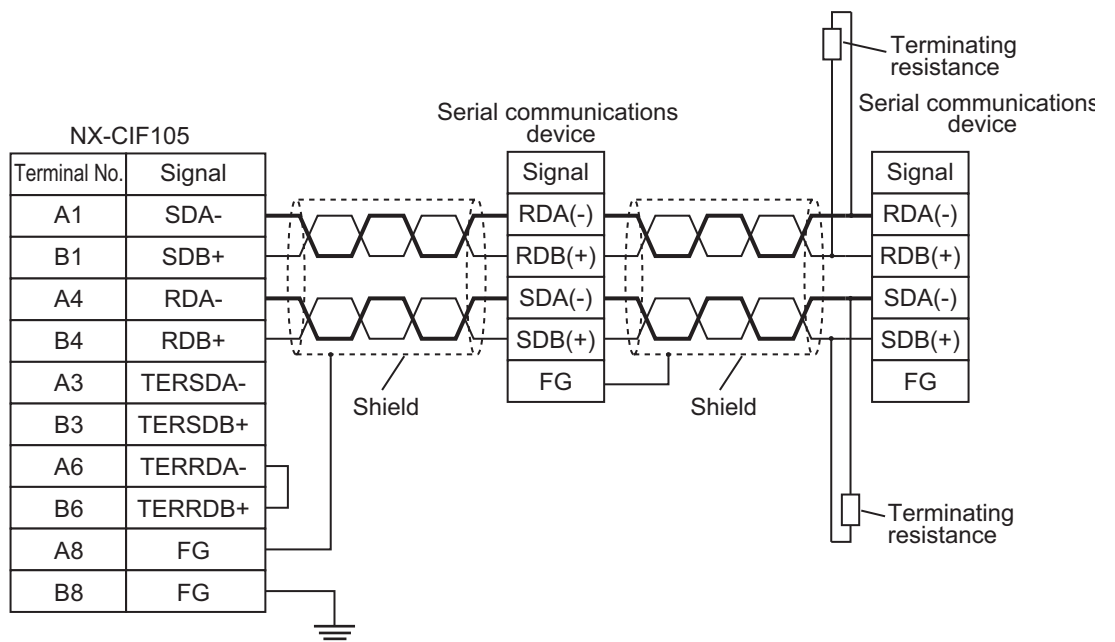 Terminating
resistance
Serial communications
device
Serial communications
device
NX-CIF105
Terminal No. Signal
Signal
Signal
A1 SDA-
RDA(-)
RDA(-)
B1 SDB+
RDB(+)
RDB(+)
A4 RDA-
SDA(-)
SDA(-)
B4 RDB+
SDB(+)
SDB(+)
A3 TERSDA-
FG
FG
Shield
Shield
B3 TERSDB+
A6 TERRDA-
B6 TERRDB+
Terminating
resistance
A8 FG
B8 FG